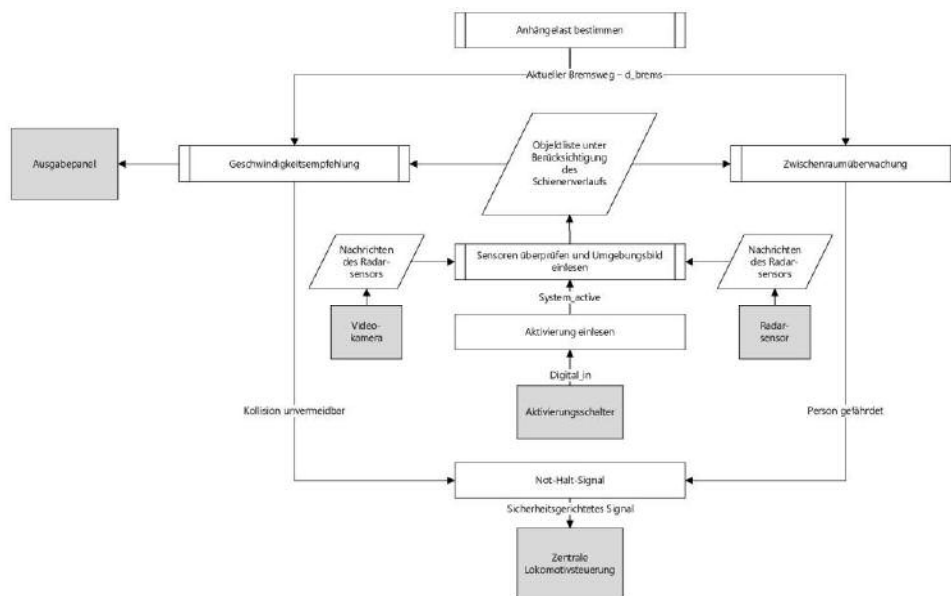 Anhängelast bestimmen
Aktueller Bremsweg – d_brems
Ausgabepanel
Geschwindigkeitsempfehlung
Objektliste unter
Berücksichtigung
des
Schienenverlaufs
Zwischenraumüberwachung
Nachrichten
des Radar-
sensors
Sensoren überprüfen und Umgebungsbild
einlesen
Nachrichten
des Radar-
sensors
System_active
Video-
kamera
Aktivierung einlesen
Radar-
sensor
Digital_in
Aktivierungsschalter
Kollision unvermeidbar
Person gefährdet
Not-Halt-Signal
Sicherheitsgerichtetes Signal
Zentrale
Lokomotivsteuerung